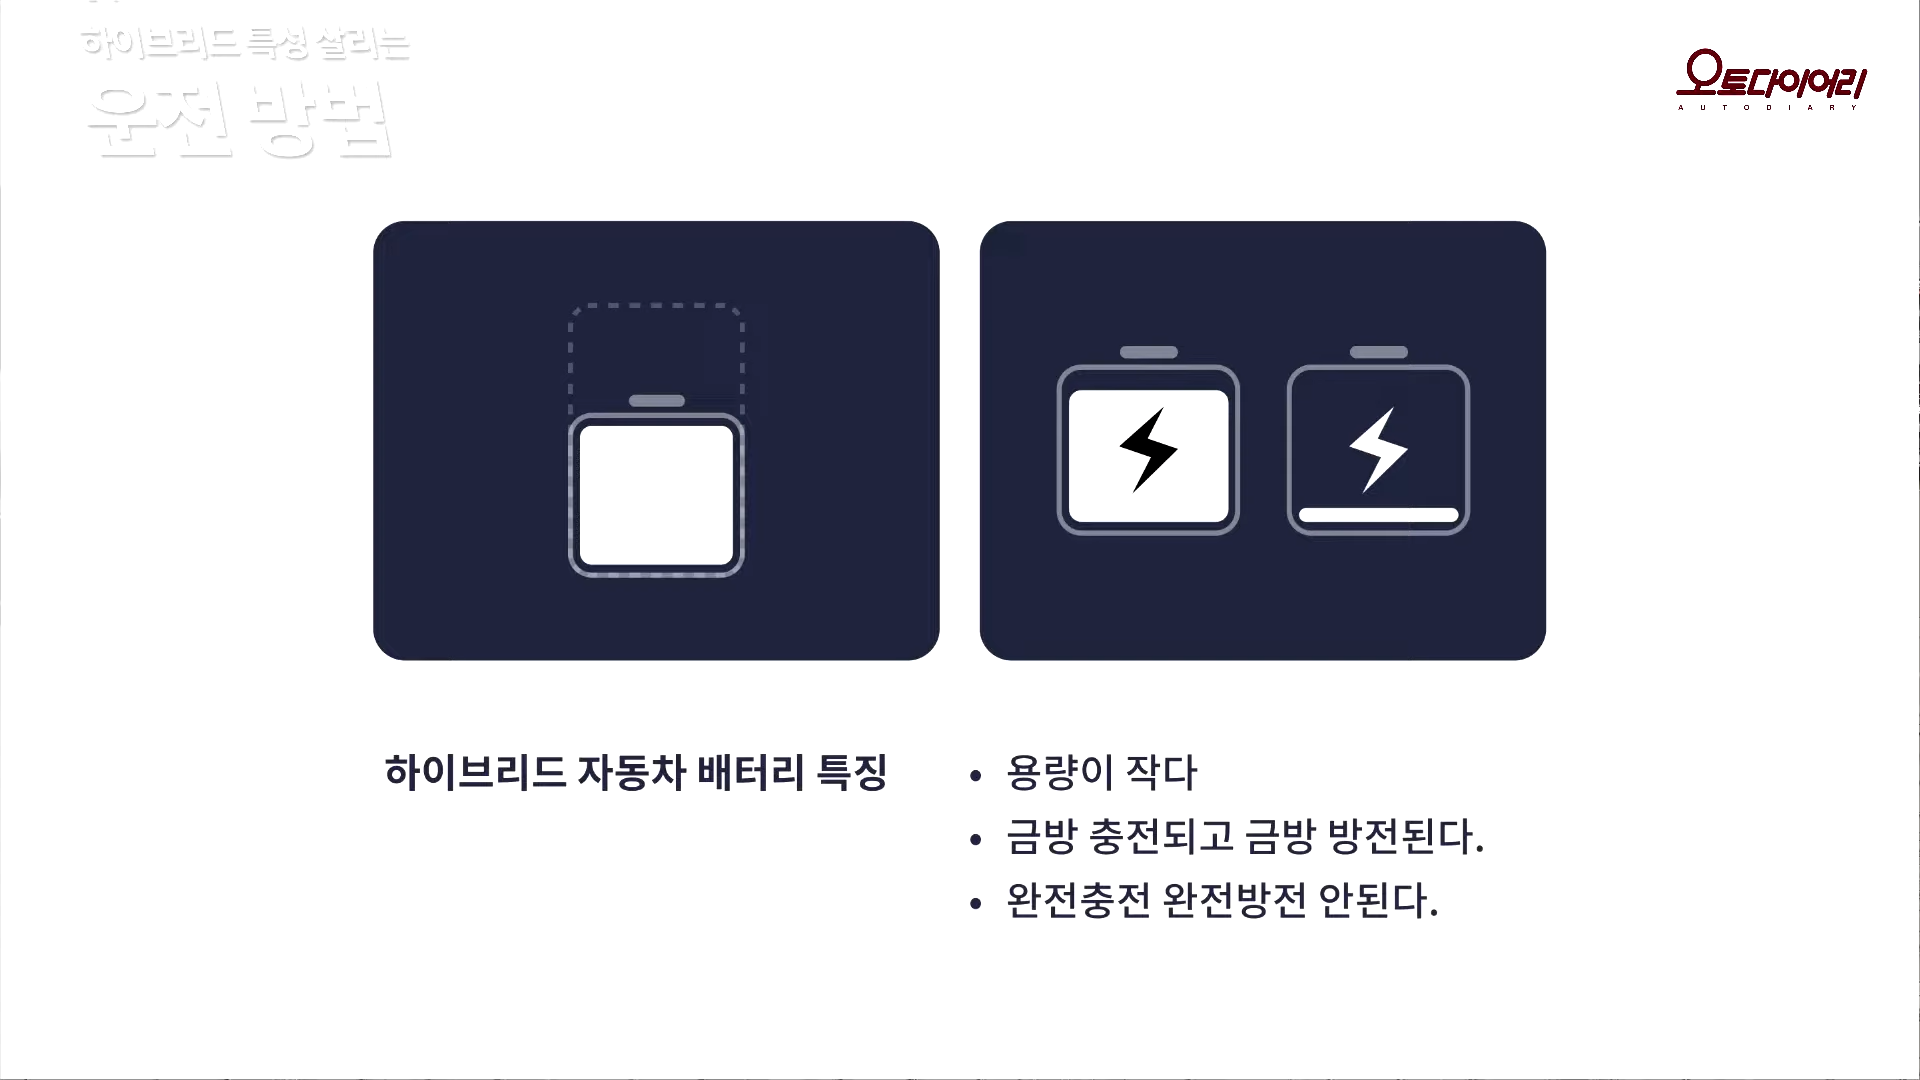 하이브리드 특성 살리는
운전 방법
오토다이어리
AUTODIARY
하이브리드 자동차 배터리 특징
• 용량이 작다
• 금방 충전되고 금방 방전된다.
• 완전충전 완전방전 안된다.